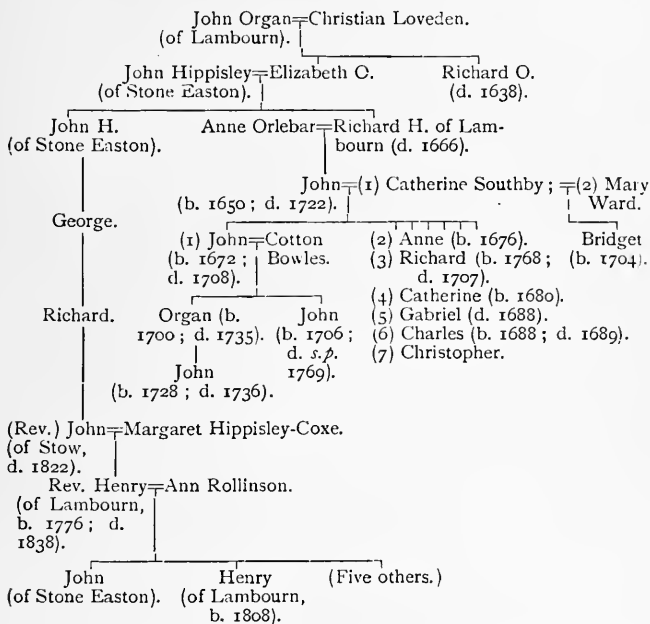 John Organ=Christian Loveden.
(of Lambourn).
John Hippisley=Elizabeth O. Richard O.
(of Stone Easton). (d. 1638).
John H. Anne Orlebar=Richard H. of Lam-
(of Stone Easton). bourn (d. 1666).
John=(1) Catherine Southby; =(2) Mary
(b. 1650; d. 1722). Ward.
George.
(1) John=Cotton (2) Anne (b. 1676). Bridget
(b. 1672; Bowles. (3) Richard (b. 1768; (b. 1704).
d. 1708). d. 1707).
(4) Catherine (b. 1680).
Richard. Organ (b. John (5) Gabriel (d. 1688).
1700; d. 1735). (b. 1706; (6) Charles (b. 1688; d. 1689).
d. s.p. (7) Christopher.
John 1769).
(b. 1728; d. 1736).
(Rev.) John=Margaret Hippisley-Coxe.
(of Stow,
d. 1822).
Rev. Henry=Ann Rollinson.
(of Lambourn,
b. 1776; d.
1838).
John Henry (Five others.)
(of Stone Easton). (of Lambourn,
b. 1808).